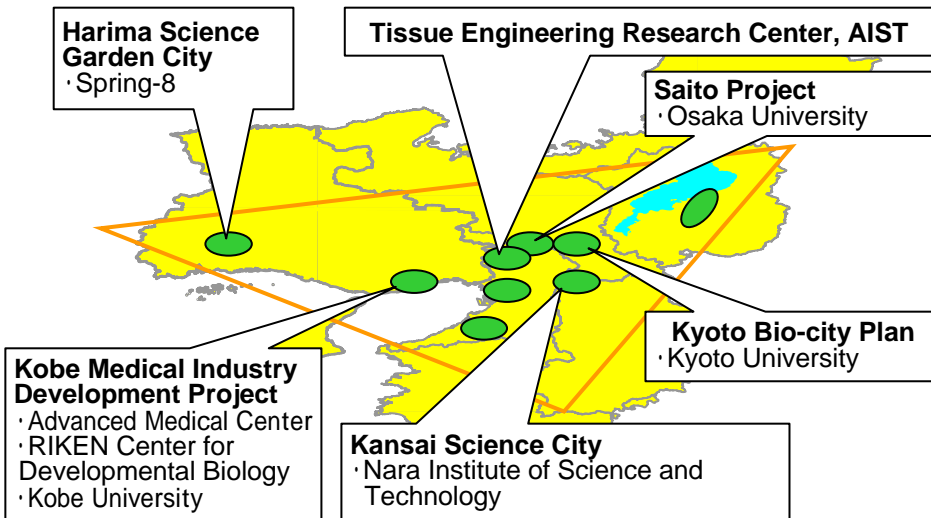 Harima Science
Garden City
·Spring-8
Tissue Engineering Research Center, AIST
Saito Project
·Osaka University
Kyoto Bio-city Plan
·Kyoto University
Kobe Medical Industry
Development Project
·Advanced Medical Center
·RIKEN Center for
Developmental Biology
·Kobe University
Kansai Science City
·Nara Institute of Science and
Technology